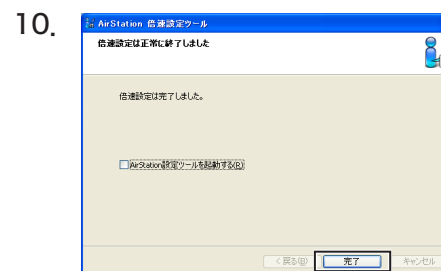 10.
AirStation 倍速設定ツール
倍速設定は正常に終了しました
倍速設定は完了しました。
AirStation設定ツールを起動する(R)
< 戻る(B) 完了 キャンセル